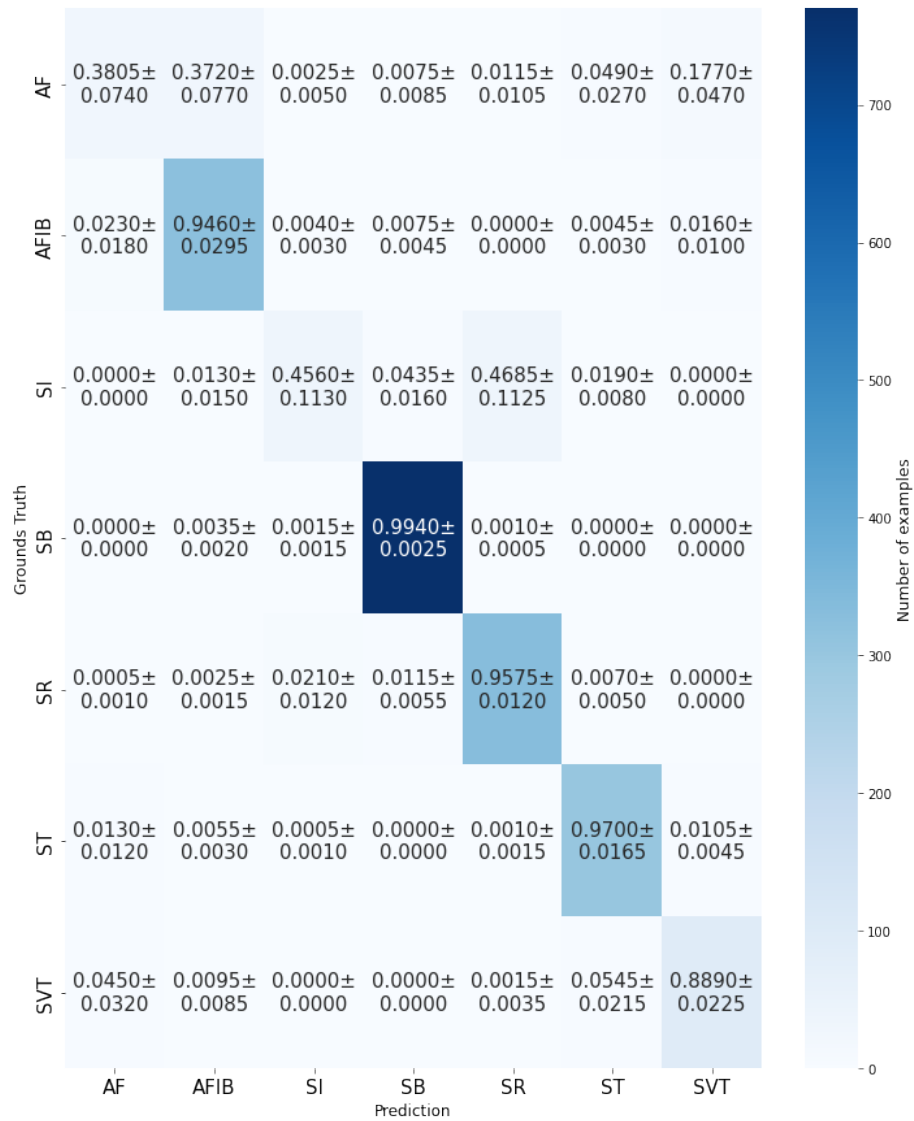 AF
0.3805± 0.3720± 0.0025± 0.0075± 0.0115± 0.0490± 0.1770±
0.0740 0.0770 0.0050 0.0085 0.0105 0.0270 0.0470
AFIB
0.0230± 0.9460± 0.0040± 0.0075± 0.0000± 0.0045± 0.0160±
0.0180 0.0295 0.0030 0.0045 0.0000 0.0030 0.0100
SI
0.0000± 0.0130± 0.4560± 0.0435± 0.4685± 0.0190± 0.0000±
0.0000 0.0150 0.1130 0.0160 0.1125 0.0080 0.0000
Grounds Truth
SB
0.0000± 0.0035± 0.0015± 0.9940± 0.0010± 0.0000± 0.0000±
0.0000 0.0020 0.0015 0.0025 0.0005 0.0000 0.0000
SR
0.0005± 0.0025± 0.0210± 0.0115± 0.9575± 0.0070± 0.0000±
0.0010 0.0015 0.0120 0.0055 0.0120 0.0050 0.0000
ST
0.0130± 0.0055± 0.0005± 0.0000± 0.0010± 0.9700± 0.0105±
0.0120 0.0030 0.0010 0.0000 0.0015 0.0165 0.0045
SVT
0.0450± 0.0095± 0.0000± 0.0000± 0.0015± 0.0545± 0.8890±
0.0320 0.0085 0.0000 0.0000 0.0035 0.0215 0.0225
AF AFIB SI SB SR ST SVT
Prediction
700
600
500
400
300
200
100
0
Number of examples